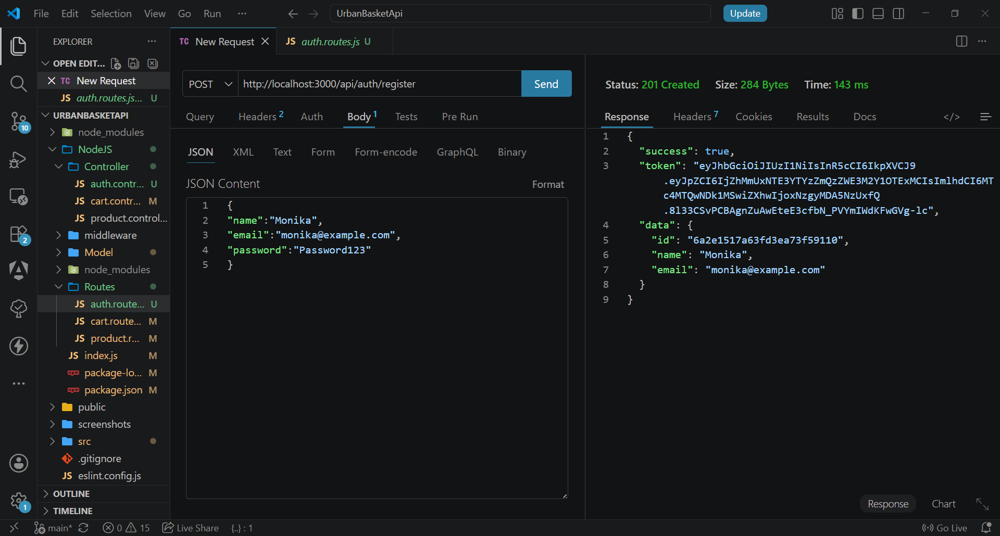 File Edit Selection View Go Run ··· UrbanBasketApi Update
EXPLORER ···
OPEN EDIT...
TC New Request
JS auth.routes.js... U
URBANBASKETAPI
node_modules
NodeJS
Controller
JS auth.contr... U
JS cart.contr... M
JS product.control...
middleware
Model
node_modules
Routes
JS auth.route... U
JS cart.route... M
JS product.r... M
JS index.js M
npm package-lo... M
npm package.json M
public
screenshots
src
.gitignore
JS eslint.config.js
OUTLINE
TIMELINE
10
2
1
TC New Request
JS auth.routes.js U
POST http://localhost:3000/api/auth/register Send
Query Headers 2 Auth Body 1 Tests Pre Run
JSON XML Text Form Form-encode GraphQL Binary
JSON Content Format
1 {
2 "name":"Monika",
3 "email":"monika@example.com",
4 "password":"Password123"
5 }
Status: 201 Created Size: 284 Bytes Time: 143 ms
Response Headers 7 Cookies Results Docs </>
1 {
2 "success": true,
3 "token": "eyJhbGciOiJIUzI1NiIsInR5cCI6IkpXVCJ9
.eyJpZCI6IjZhMmUxNTE3YTYzZmQzZWE3M2Y1OTExMCIsImlhdCI6MT
c4MTQwNDk1MSwiZXhwIjoxNzgyMDA5NzUxfQ
.8l33CSvPCBAgnZuAwEteE3cfbN_PVYmIWdKFwGVg-lc",
4 "data": {
5 "id": "6a2e1517a63fd3ea73f59110",
6 "name": "Monika",
7 "email": "monika@example.com"
8 }
9 }
Response Chart
main* 0 15 Live Share {..} : 1 Go Live